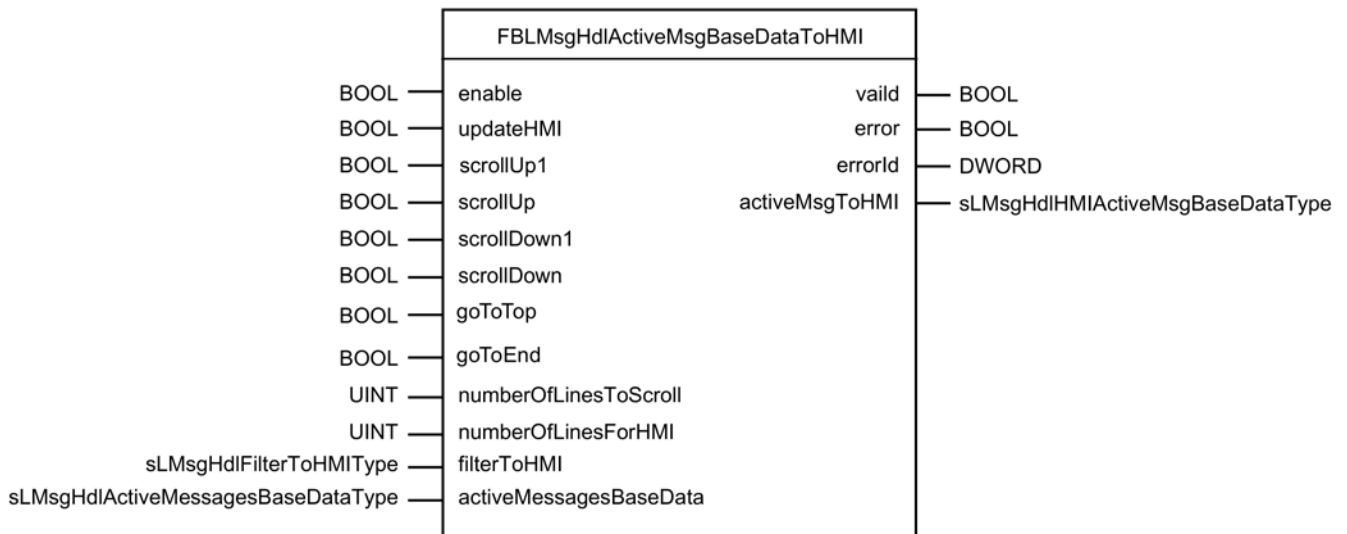 FBLMsgHdlActiveMsgBaseDataToHMI
BOOL enable vaild BOOL
BOOL updateHMI error BOOL
BOOL scrollUp1 errorId DWORD
BOOL scrollUp activeMsgToHMI sLMsgHdlHMIActiveMsgBaseDataType
BOOL scrollDown1
BOOL scrollDown
BOOL goToTop
BOOL goToEnd
UINT numberOfLinesToScroll
UINT numberOfLinesForHMI
sLMsgHdlFilterToHMIType filterToHMI
sLMsgHdlActiveMessagesBaseDataType activeMessagesBaseData